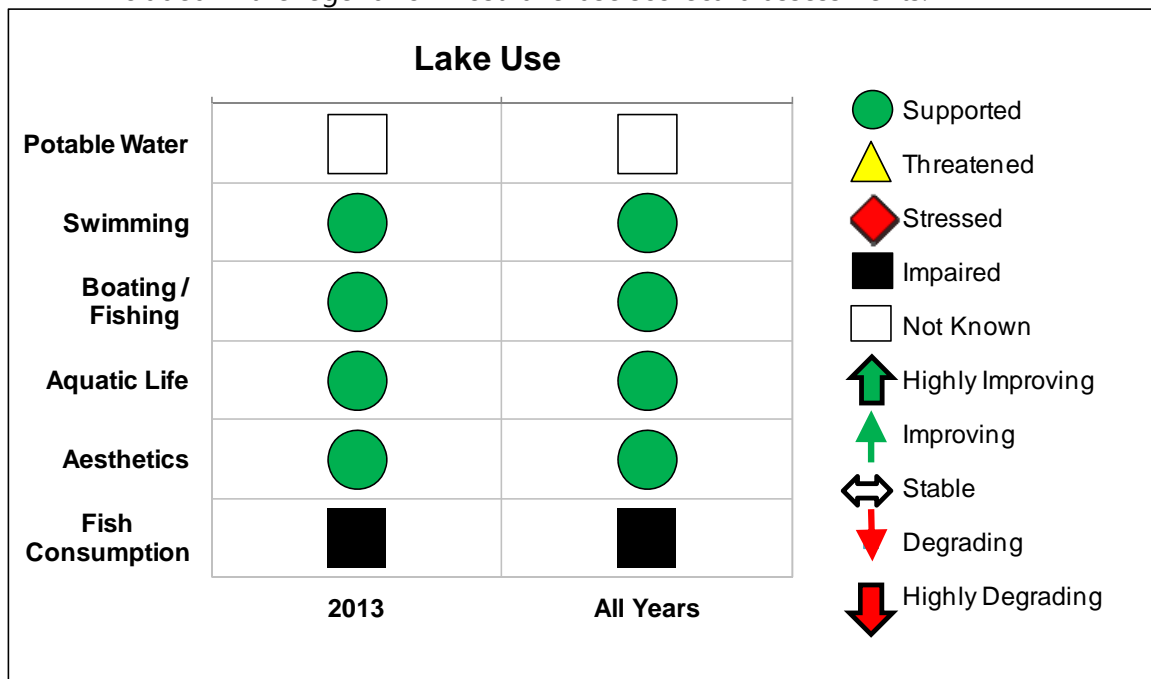 Lake Use
Potable Water
Swimming
Boating /
Fishing
Aquatic Life
Aesthetics
Fish
Consumption
2013
All Years
Supported
Threatened
Stressed
Impaired
Not Known
Highly Improving
Improving
Stable
Degrading
Highly Degrading